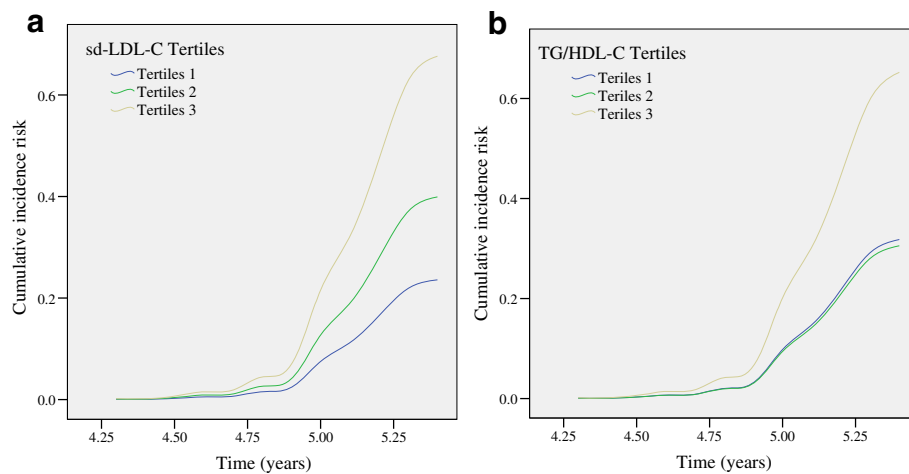 a
sd-LDL-C Tertiles
Tertiles 1
Tertiles 2
Tertiles 3
Cumulative incidence risk
0.6
0.4
0.2
0.0
4.25 4.50 4.75 5.00 5.25
Time (years)
b
TG/HDL-C Tertiles
Teriles 1
Teriles 2
Teriles 3
Cumulative incidence risk
0.6
0.4
0.2
0.0
4.25 4.50 4.75 5.00 5.25
Time (years)